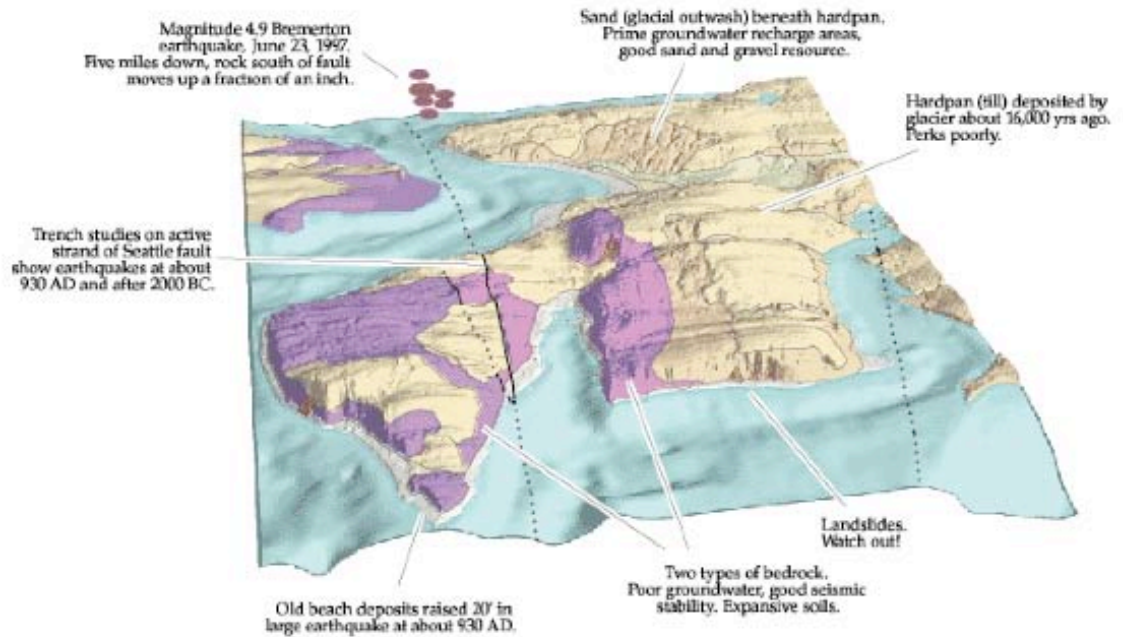 Magnitude 4.9 Bremerton
earthquake, June 23, 1997.
Five miles down, rock south of fault
moves up a fraction of an inch.
Sand (glacial outwash) beneath hardpan.
Prime groundwater recharge areas,
good sand and gravel resource.
Hardpan (till) deposited by
glacier about 16,000 yrs ago.
Perks poorly.
Trench studies on active
strand of Seattle fault
show earthquakes at about
930 AD and after 2000 BC.
Landslides.
Watch out!
Two types of bedrock.
Poor groundwater, good seismic
stability. Expansive soils.
Old beach deposits raised 20' in
large earthquake at about 930 AD.